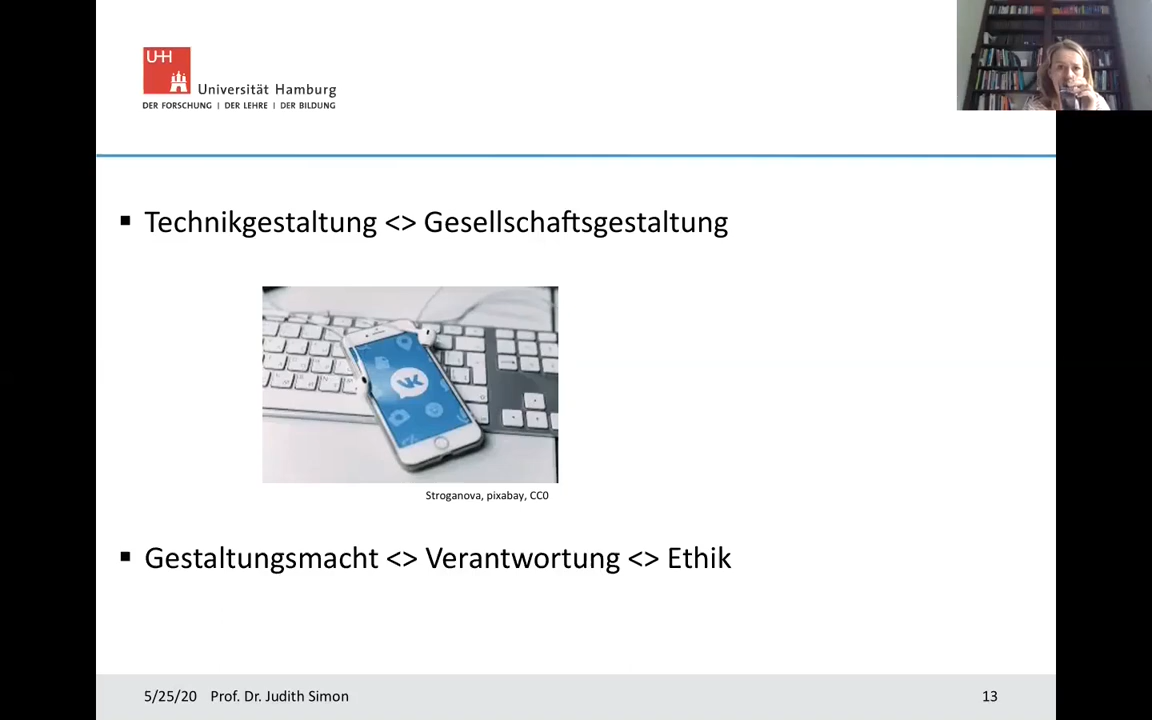 UHH
Universität Hamburg
DER FORSCHUNG | DER LEHRE | DER BILDUNG
▪ Technikgestaltung <> Gesellschaftsgestaltung
Stroganova, pixabay, CC0
▪ Gestaltungsmacht <> Verantwortung <> Ethik
5/25/20 Prof. Dr. Judith Simon 13